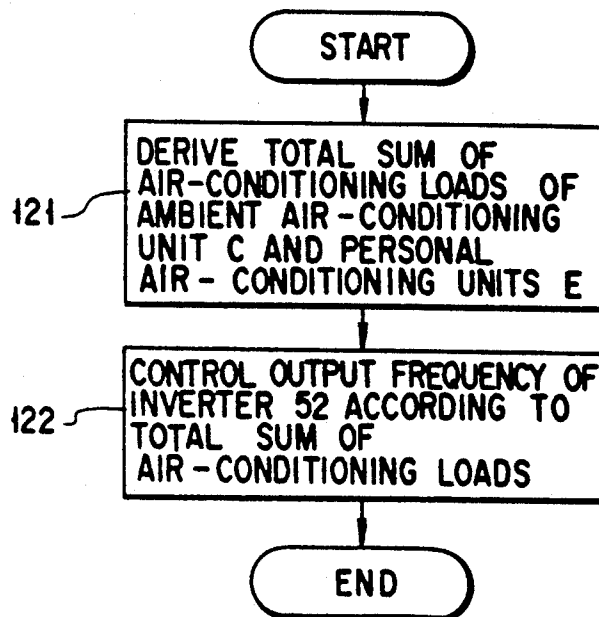 START
DERIVE TOTAL SUM OF
AIR-CONDITIONING LOADS OF
AMBIENT AIR-CONDITIONING
UNIT C AND PERSONAL
AIR-CONDITIONING UNITS E
121
CONTROL OUTPUT FREQUENCY OF
INVERTER 52 ACCORDING TO
TOTAL SUM OF
AIR-CONDITIONING LOADS
122
END